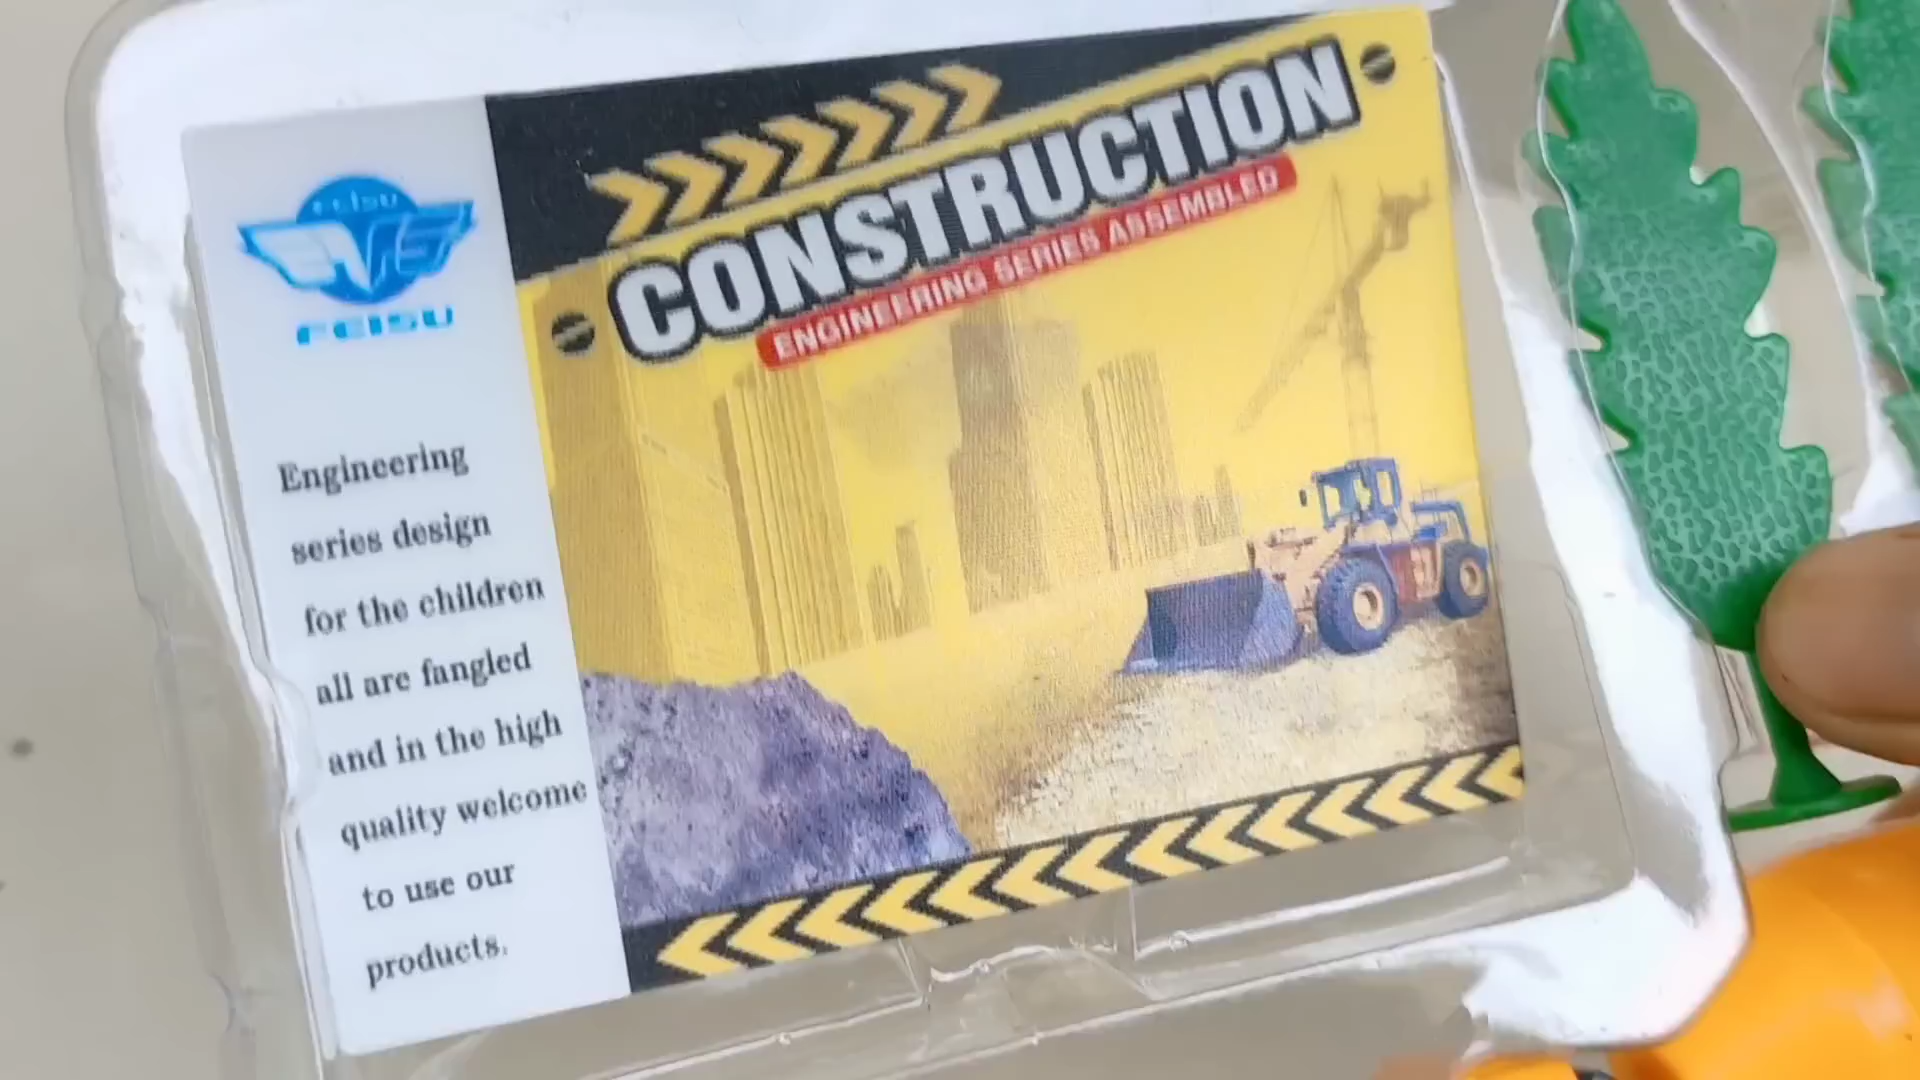 FEISU
FEISU
Engineering
series design
for the children
all are fangled
and in the high
quality welcome
to use our
products.
CONSTRUCTION
ENGINEERING SERIES ASSEMBLED